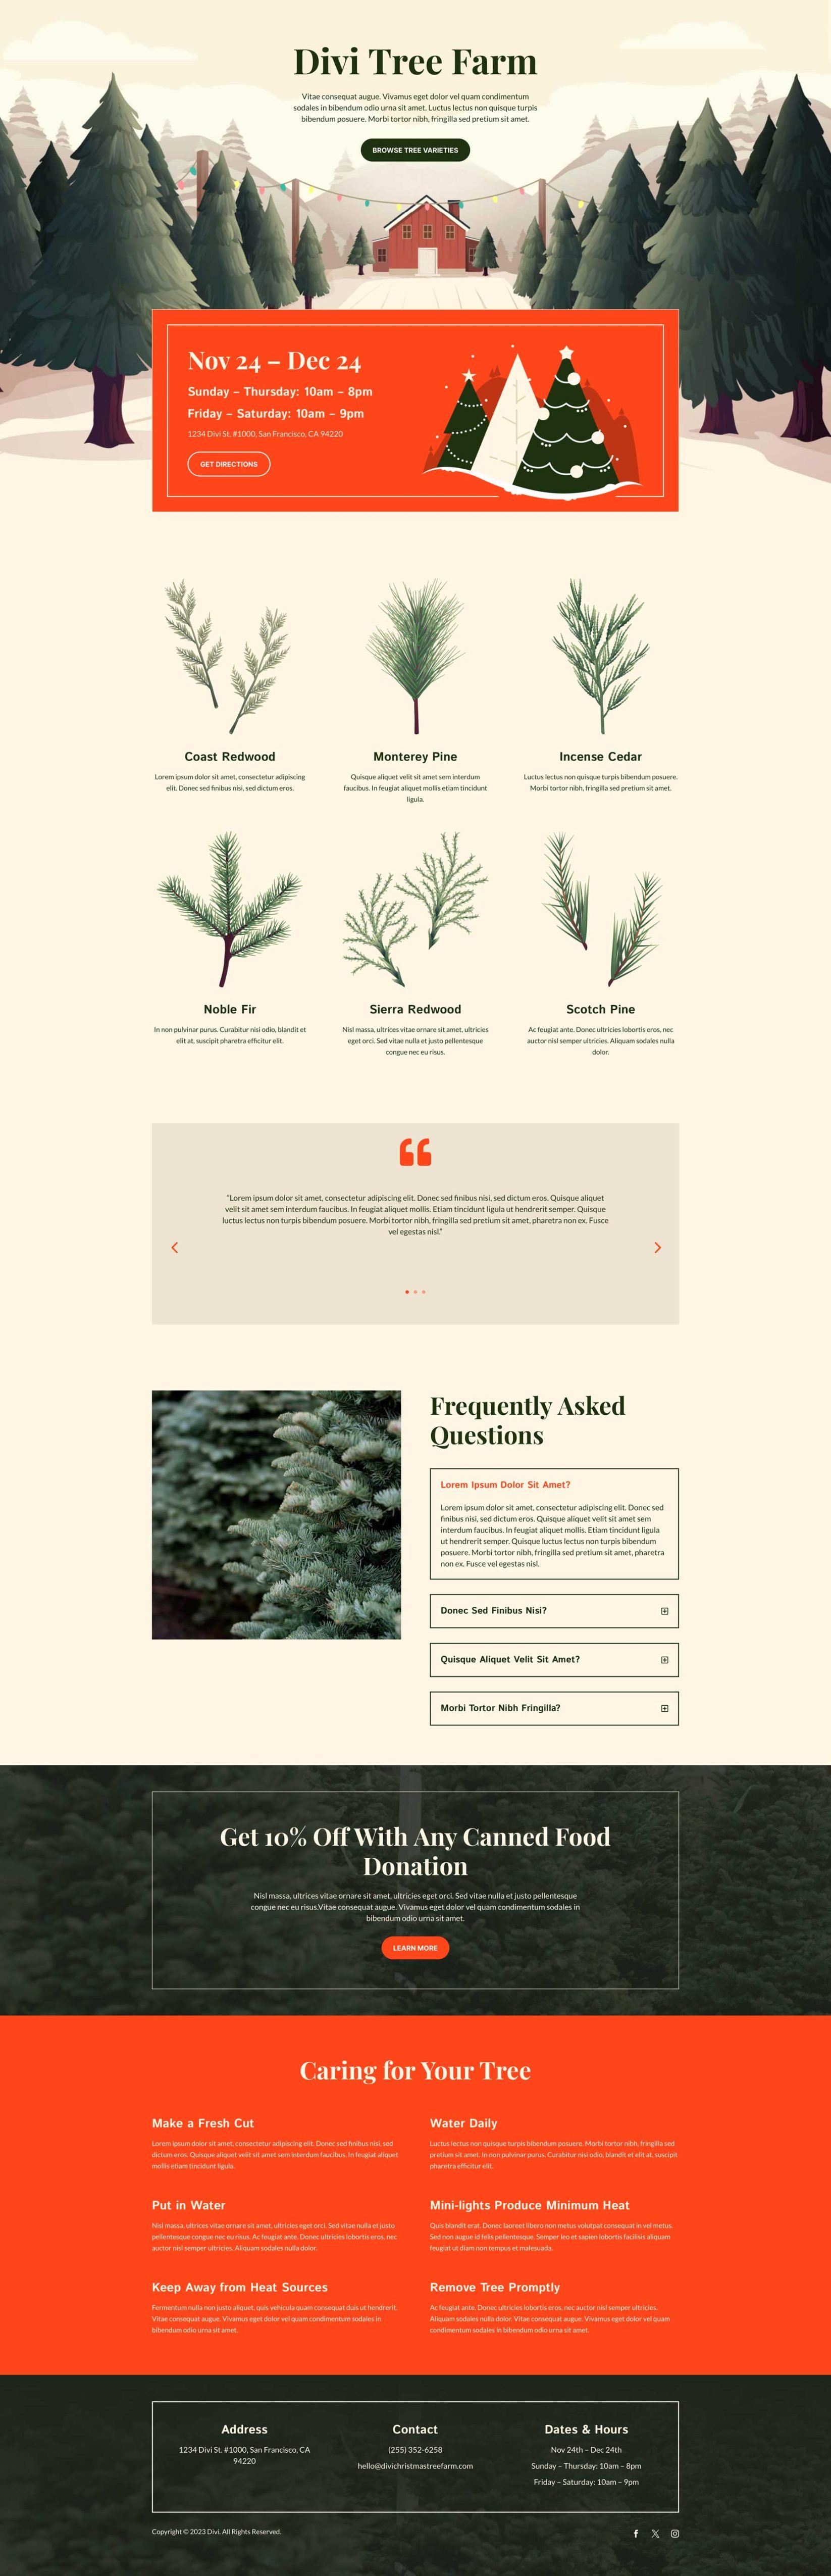 Divi Tree Farm
Vitae consequat augue. Vivamus eget dolor vel quam condimentum
sodales in bibendum odio urna sit amet. Luctus lectus non quisque turpis
bibendum posuere. Morbi tortor nibh, fringilla sed pretium sit amet.
BROWSE TREE VARIETIES
Nov 24 – Dec 24
Sunday – Thursday: 10am – 8pm
Friday – Saturday: 10am – 9pm
1234 Divi St. #1000, San Francisco, CA 94220
GET DIRECTIONS
Coast Redwood
Lorem ipsum dolor sit amet, consectetur adipiscing
elit. Donec sed finibus nisi, sed dictum eros.
Monterey Pine
Quisque aliquet velit sit amet sem interdum
faucibus. In feugiat aliquet mollis etiam tincidunt
ligula.
Incense Cedar
Luctus lectus non quisque turpis bibendum posuere.
Morbi tortor nibh, fringilla sed pretium sit amet.
Noble Fir
In non pulvinar purus. Curabitur nisi odio, blandit et
elit at, suscipit pharetra efficitur elit.
Sierra Redwood
Nisl massa, ultrices vitae ornare sit amet, ultricies
eget orci. Sed vitae nulla et justo pellentesque
congue nec eu risus.
Scotch Pine
Ac feugiat ante. Donec ultricies lobortis eros, nec
auctor nisl semper ultricies. Aliquam sodales nulla
dolor.
"Lorem ipsum dolor sit amet, consectetur adipiscing elit. Donec sed finibus nisi, sed dictum eros. Quisque aliquet
velit sit amet sem interdum faucibus. In feugiat aliquet mollis. Etiam tincidunt ligula ut hendrerit semper. Quisque
luctus lectus non turpis bibendum posuere. Morbi tortor nibh, fringilla sed pretium sit amet, pharetra non ex. Fusce
vel egestas nisl."
Frequently Asked
Questions
Lorem Ipsum Dolor Sit Amet?
Lorem ipsum dolor sit amet, consectetur adipiscing elit. Donec sed
finibus nisi, sed dictum eros. Quisque aliquet velit sit amet sem
interdum faucibus. In feugiat aliquet mollis. Etiam tincidunt ligula
ut hendrerit semper. Quisque luctus lectus non turpis bibendum
posuere. Morbi tortor nibh, fringilla sed pretium sit amet, pharetra
non ex. Fusce vel egestas nisl.
Donec Sed Finibus Nisi?
Quisque Aliquet Velit Sit Amet?
Morbi Tortor Nibh Fringilla?
Get 10% Off With Any Canned Food
Donation
Nisl massa, ultrices vitae ornare sit amet, ultricies eget orci. Sed vitae nulla et justo pellentesque
congue nec eu risus.Vitae consequat augue. Vivamus eget dolor vel quam condimentum sodales in
bibendum odio urna sit amet.
LEARN MORE
Caring for Your Tree
Make a Fresh Cut
Lorem ipsum dolor sit amet, consectetur adipiscing elit. Donec sed finibus nisi, sed
dictum eros. Quisque aliquet velit sit amet sem interdum faucibus. In feugiat aliquet
mollis etiam tincidunt ligula.
Water Daily
Luctus lectus non quisque turpis bibendum posuere. Morbi tortor nibh, fringilla sed
pretium sit amet. In non pulvinar purus. Curabitur nisi odio, blandit et elit at, suscipit
pharetra efficitur elit.
Put in Water
Nisl massa, ultrices vitae ornare sit amet, ultricies eget orci. Sed vitae nulla et justo
pellentesque congue nec eu risus. Ac feugiat ante. Donec ultricies lobortis eros, nec
auctor nisl semper ultricies. Aliquam sodales nulla dolor.
Mini-lights Produce Minimum Heat
Quis blandit erat. Donec laoreet libero non metus volutpat consequat in vel metus.
Sed non augue id felis pellentesque. Semper leo et sapien lobortis facilisis aliquam
feugiat ut diam non tempus et malesuada.
Keep Away from Heat Sources
Fermentum nulla non justo aliquet, quis vehicula quam consequat duis ut hendrerit.
Vitae consequat augue. Vivamus eget dolor vel quam condimentum sodales in
bibendum odio urna sit amet.
Remove Tree Promptly
Ac feugiat ante. Donec ultricies lobortis eros, nec auctor nisl semper ultricies.
Aliquam sodales nulla dolor. Vitae consequat augue. Vivamus eget dolor vel quam
condimentum sodales in bibendum odio urna sit amet.
Address
1234 Divi St. #1000, San Francisco, CA
94220
Contact
(255) 352-6258
hello@divichristmastreefarm.com
Dates & Hours
Nov 24th – Dec 24th
Sunday – Thursday: 10am – 8pm
Friday – Saturday: 10am – 9pm
Copyright © 2023 Divi. All Rights Reserved.